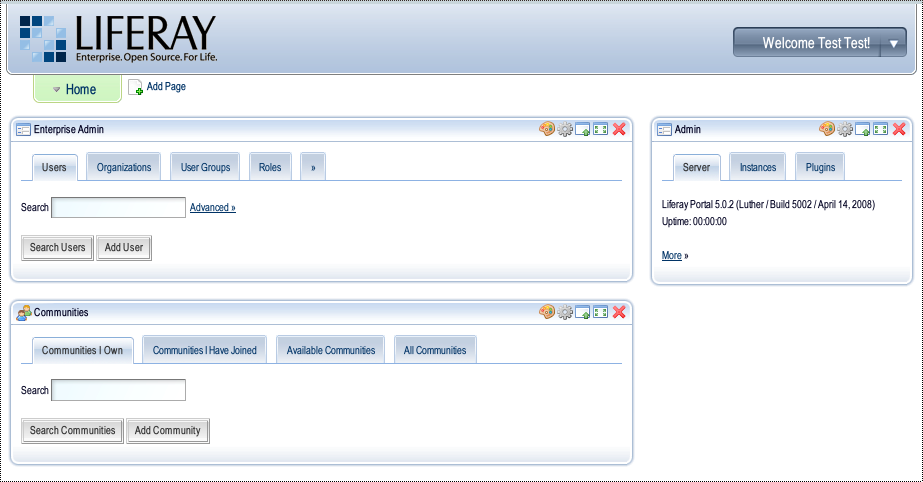 LIFERAY
Enterprise. Open Source. For Life.
Welcome Test Test!
Home
Add Page
Enterprise Admin
Users Organizations User Groups Roles »
Search Advanced »
Search Users Add User
Admin
Server Instances Plugins
Liferay Portal 5.0.2 (Luther / Build 5002 / April 14, 2008)
Uptime: 00:00:00
More »
Communities
Communities I Own Communities I Have Joined Available Communities All Communities
Search
Search Communities Add Community